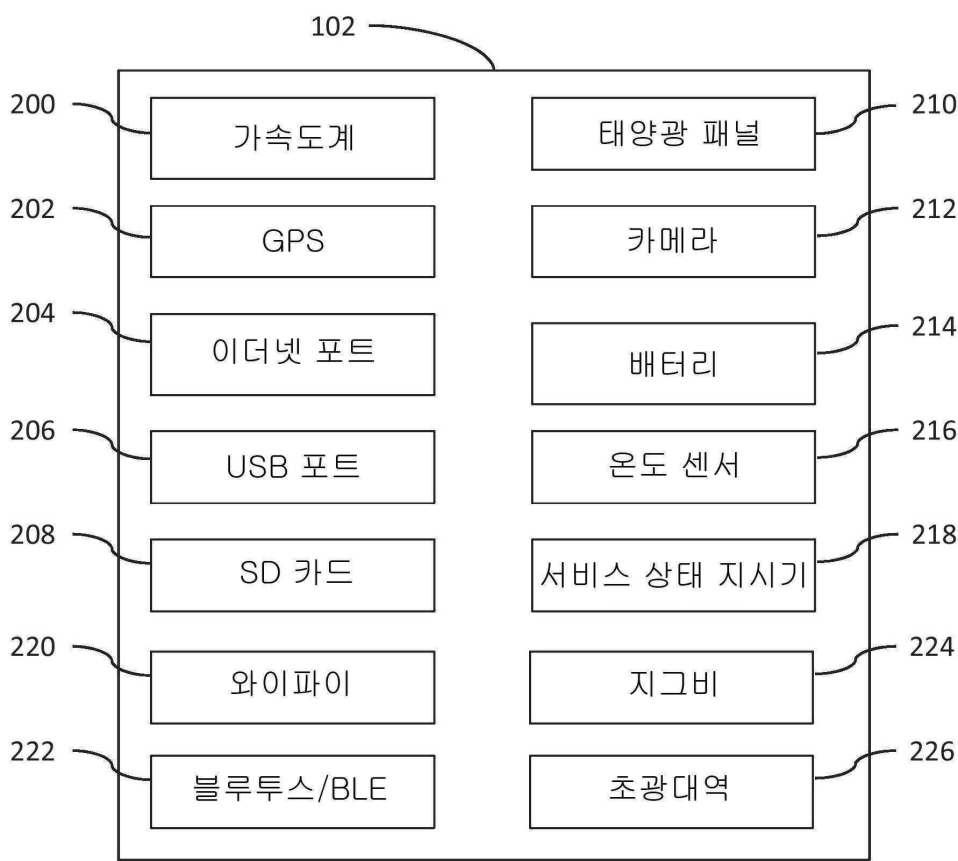 102
200 가속도계 태양광 패널 210
202 GPS 카메라 212
204 이더넷 포트 배터리 214
206 USB 포트 온도 센서 216
208 SD 카드 서비스 상태 지시기 218
220 와이파이 지그비 224
222 블루투스/BLE 초광대역 226